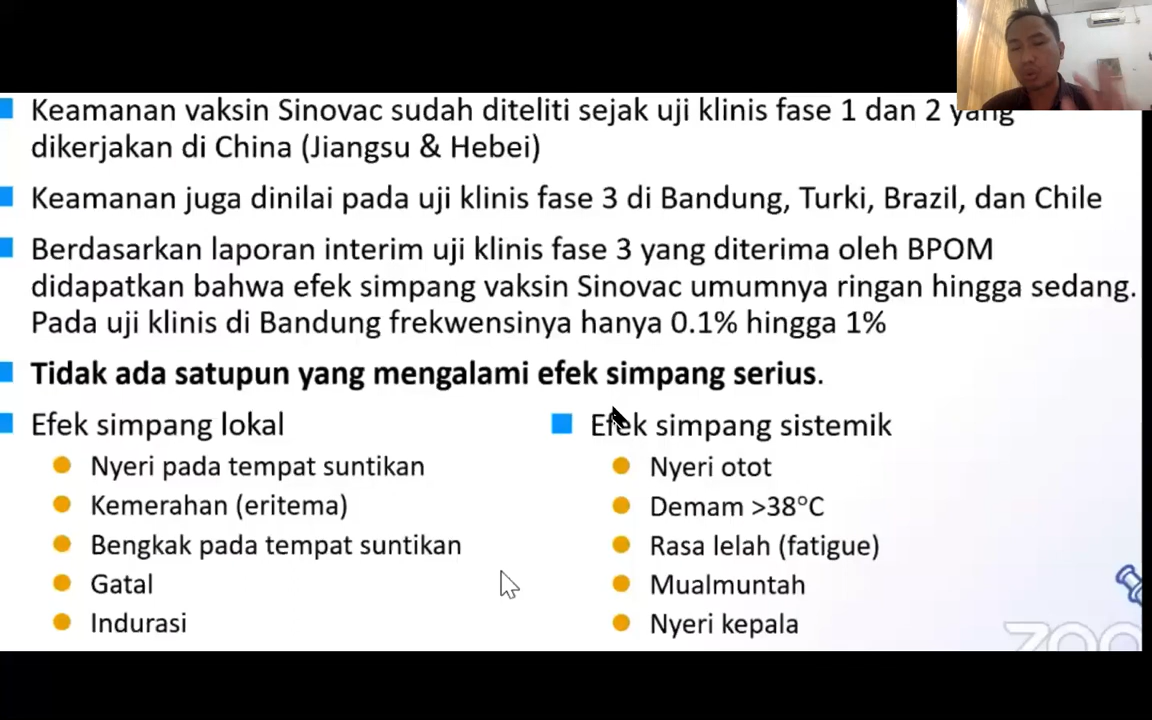 Keamanan vaksin Sinovac sudah diteliti sejak uji klinis fase 1 dan 2 yang
dikerjakan di China (Jiangsu & Hebei)
Keamanan juga dinilai pada uji klinis fase 3 di Bandung, Turki, Brazil, dan Chile
Berdasarkan laporan interim uji klinis fase 3 yang diterima oleh BPOM
didapatkan bahwa efek simpang vaksin Sinovac umumnya ringan hingga sedang.
Pada uji klinis di Bandung frekwensinya hanya 0.1% hingga 1%
Tidak ada satupun yang mengalami efek simpang serius.
Efek simpang lokal
Nyeri pada tempat suntikan
Kemerahan (eritema)
Bengkak pada tempat suntikan
Gatal
Indurasi
Efek simpang sistemik
Nyeri otot
Demam >38°C
Rasa lelah (fatigue)
Mualmuntah
Nyeri kepala